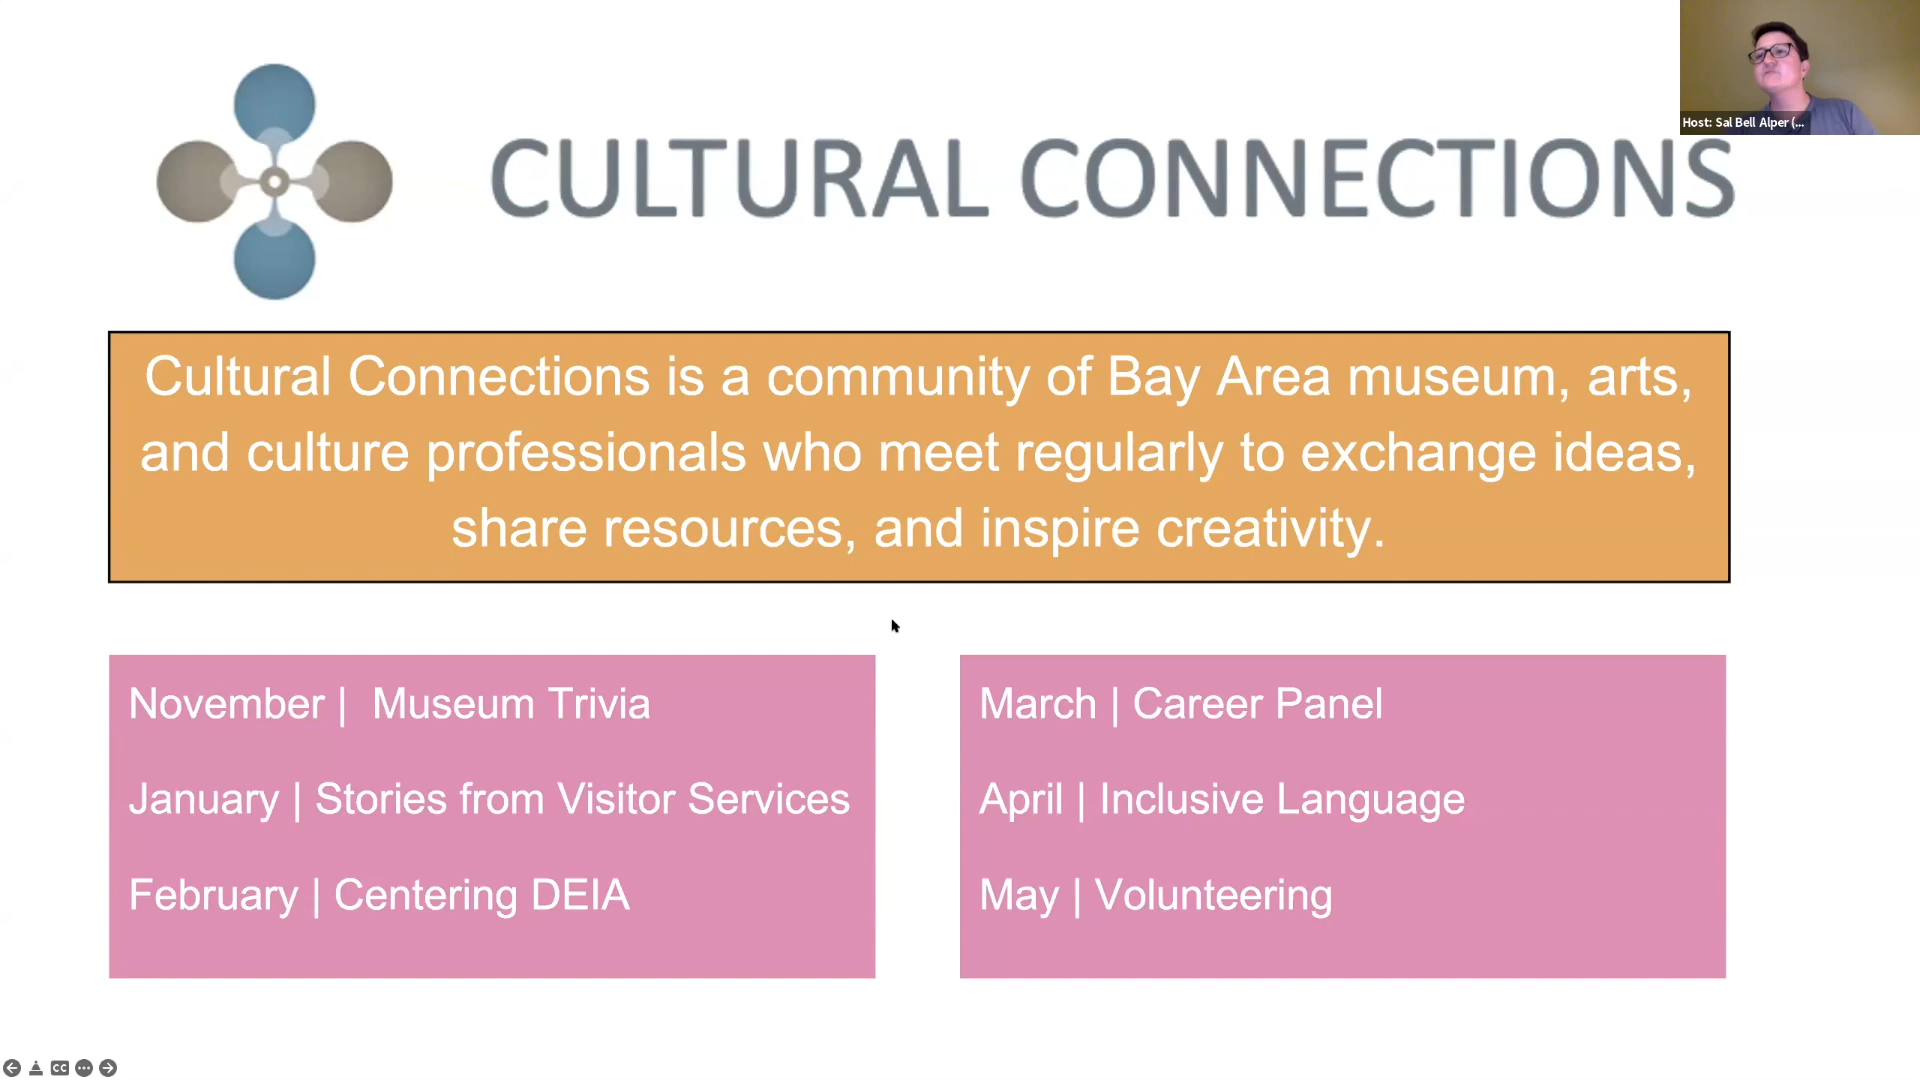 Host: Sal Bell Alper (...
CULTURAL CONNECTIONS
Cultural Connections is a community of Bay Area museum, arts,
and culture professionals who meet regularly to exchange ideas,
share resources, and inspire creativity.
November |  Museum Trivia
January | Stories from Visitor Services
February | Centering DEIA
March | Career Panel
April | Inclusive Language
May | Volunteering
CC